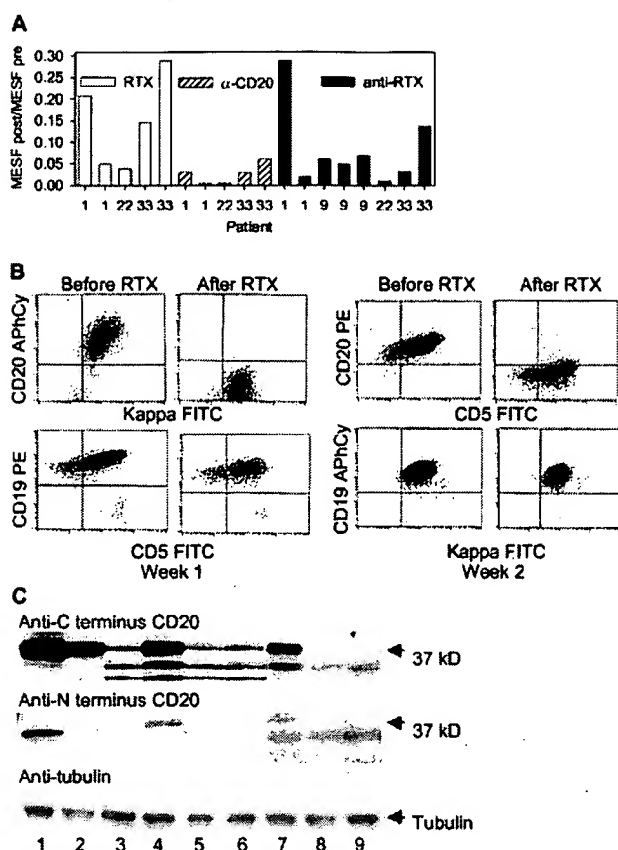 A
MESF post/MESF pre
0.30
0.25
0.20
0.15
0.10
0.05
0.00
RTX
α-CD20
anti-RTX
1 1 22 33 33 1 1 22 33 33 1 1 9 9 9 22 33 33
Patient
B
Before RTX After RTX Before RTX After RTX
CD20 APhCy
Kappa FITC
CD20 PE
CD5 FITC
CD19 PE
CD5 FITC
Week 1
CD19 APhCy
Kappa FITC
Week 2
C
Anti-C terminus CD20
37 kD
Anti-N terminus CD20
37 kD
Anti-tubulin
Tubulin
1 2 3 4 5 6 7 8 9